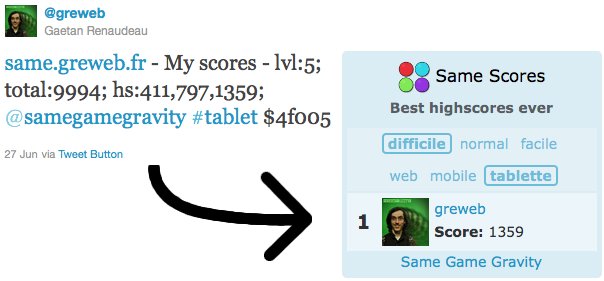 @greweb
Gaetan Renaudeau
same.greweb.fr - My scores - lvl:5;
total:9994; hs:411,797,1359;
@samegamegravity #tablet $4f005
27 Jun via Tweet Button
Same Scores
Best highscores ever
difficile normal facile
web mobile tablette
1
greweb
Score: 1359
Same Game Gravity